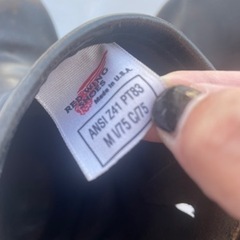 RED WING
SHOES
Made in U.S.A.
ANSI Z41 PT83
M I/75 C/75